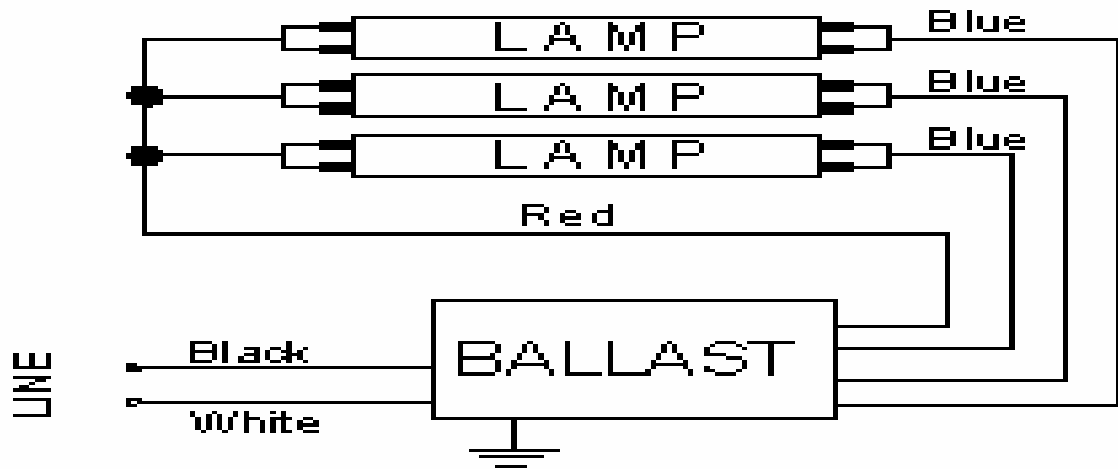 LAMP Blue
LAMP Blue
LAMP Blue
Red
Black
BALLAST
LINE
White